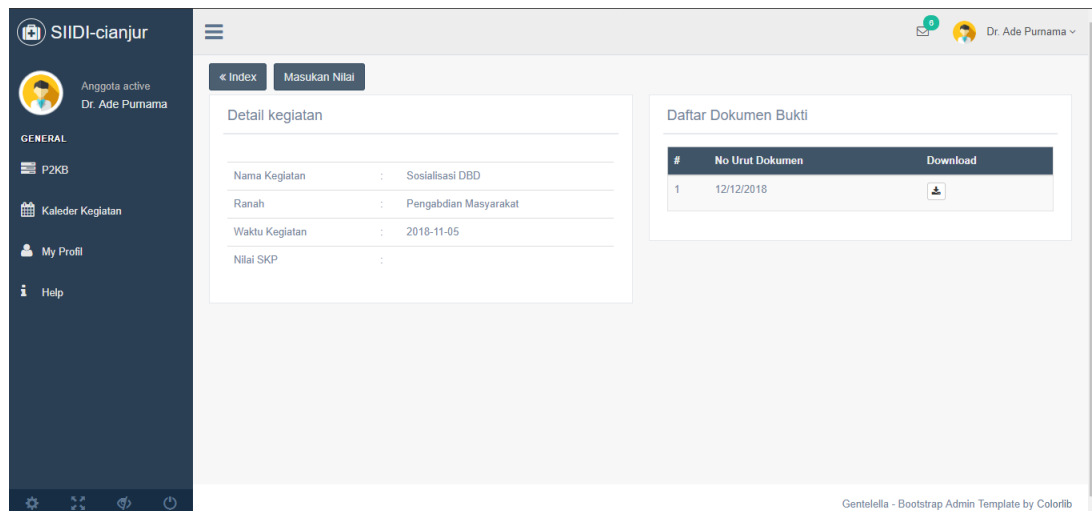 SIIDI-cianjur
6
Dr. Ade Purnama
Anggota active
Dr. Ade Purnama
GENERAL
P2KB
Kaleder Kegiatan
My Profil
Help
« Index
Masukan Nilai
Detail kegiatan
Nama Kegiatan : Sosialisasi DBD
Ranah : Pengabdian Masyarakat
Waktu Kegiatan : 2018-11-05
Nilai SKP :
Daftar Dokumen Bukti
# No Urut Dokumen Download
1 12/12/2018
Gentelella - Bootstrap Admin Template by Colorlib